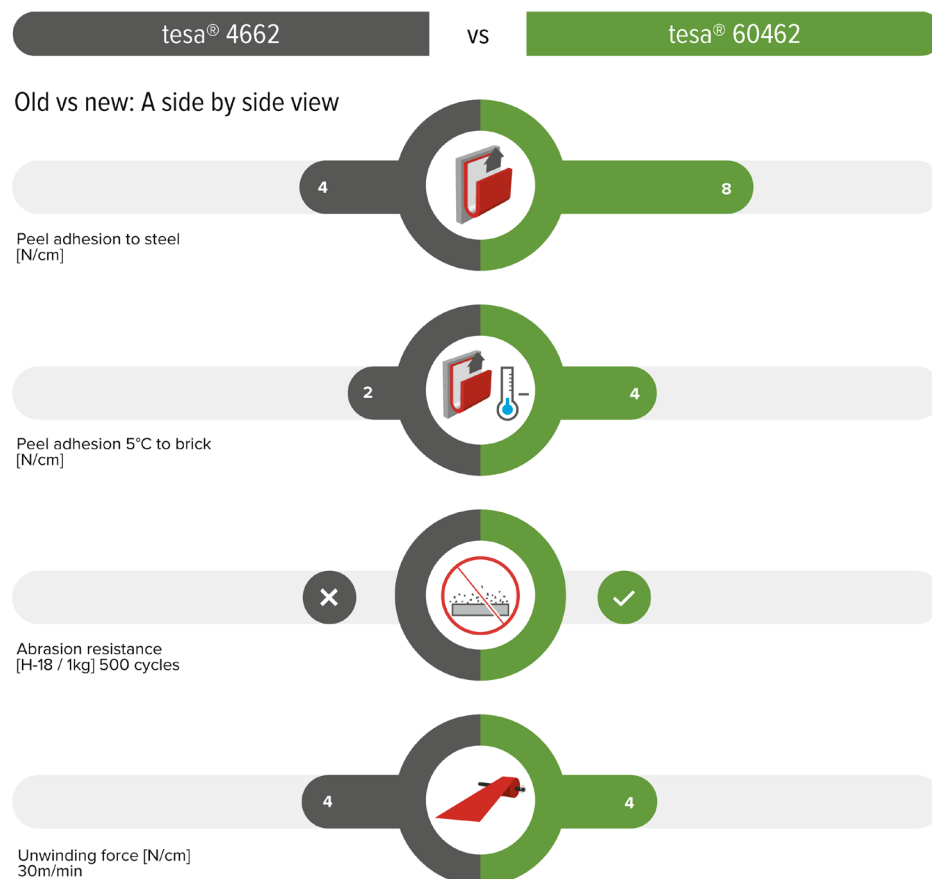 tesa® 4662 vs tesa® 60462
Old vs new: A side by side view
4 8
Peel adhesion to steel
[N/cm]
2 4
Peel adhesion 5°C to brick
[N/cm]
Abrasion resistance
[H-18 / 1kg] 500 cycles
4 4
Unwinding force [N/cm]
30m/min